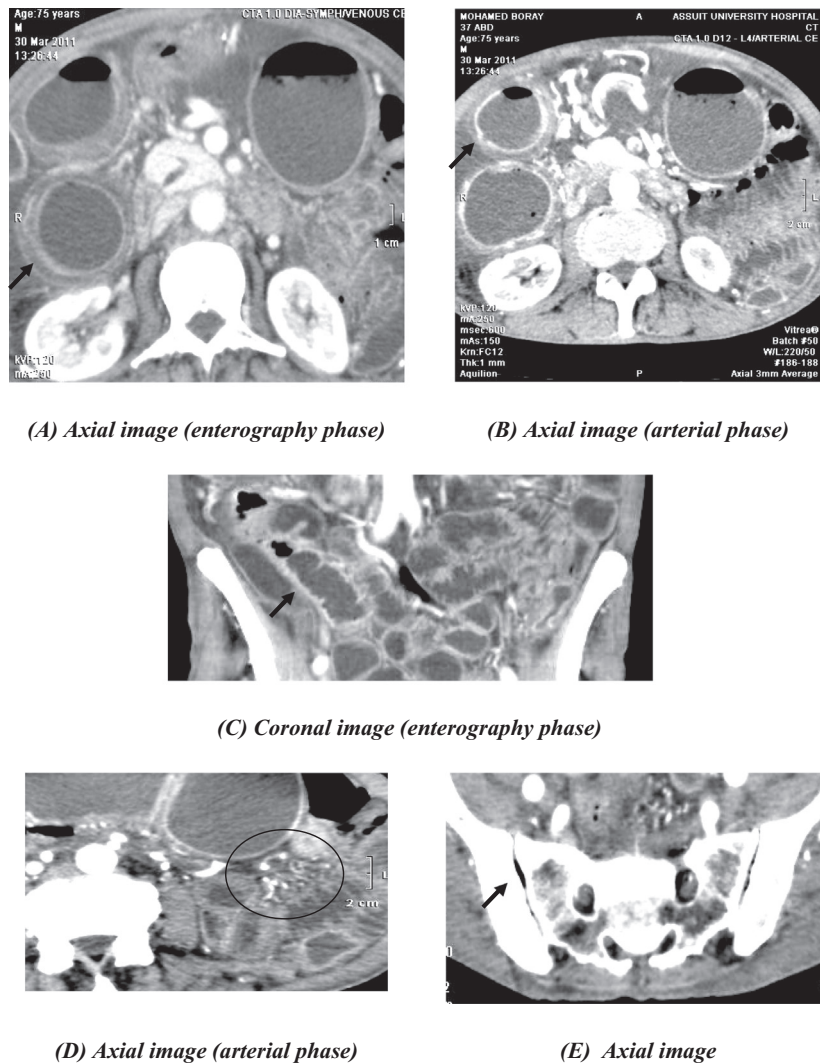 Age:75 years
M
30 Mar 2011
13:26:44
CTA 1.0 DIA-SYMPH/VENOUS CE
R
L
1 cm
kVP:120
mA:250
(A) Axial image (enterography phase)
MOHAMED BORAY
37 ABD
Age:75 years
M
30 Mar 2011
13:26:44
A
ASSUIT UNIVERSITY HOSPITAL
CT
CTA 1.0 D12 - L4/ARTERIAL CE
R
L
2 cm
kVP:120
mA:250
msec:600
mAs:150
Krn:FC12
Thk:1 mm
Aquilion
P
Vitrea®
Batch #50
W/L:220/50
#186-188
Axial 3mm Average
(B) Axial image (arterial phase)
(C) Coronal image (enterography phase)
L
2 cm
(D) Axial image (arterial phase)
0
2
(E) Axial image